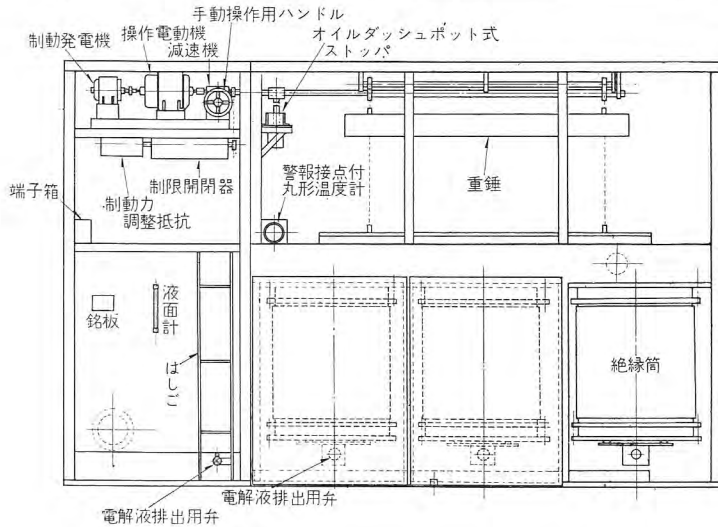 手動操作用ハンドル
操作電動機
制動発電機
減速機
オイルダッシュポット式
ストッパ
制限開閉器
制動力
調整抵抗
端子箱
警報接点付
丸形温度計
重錘
銘板
液面計
はしご
絶縁筒
電解液排出用弁
電解液排出用弁